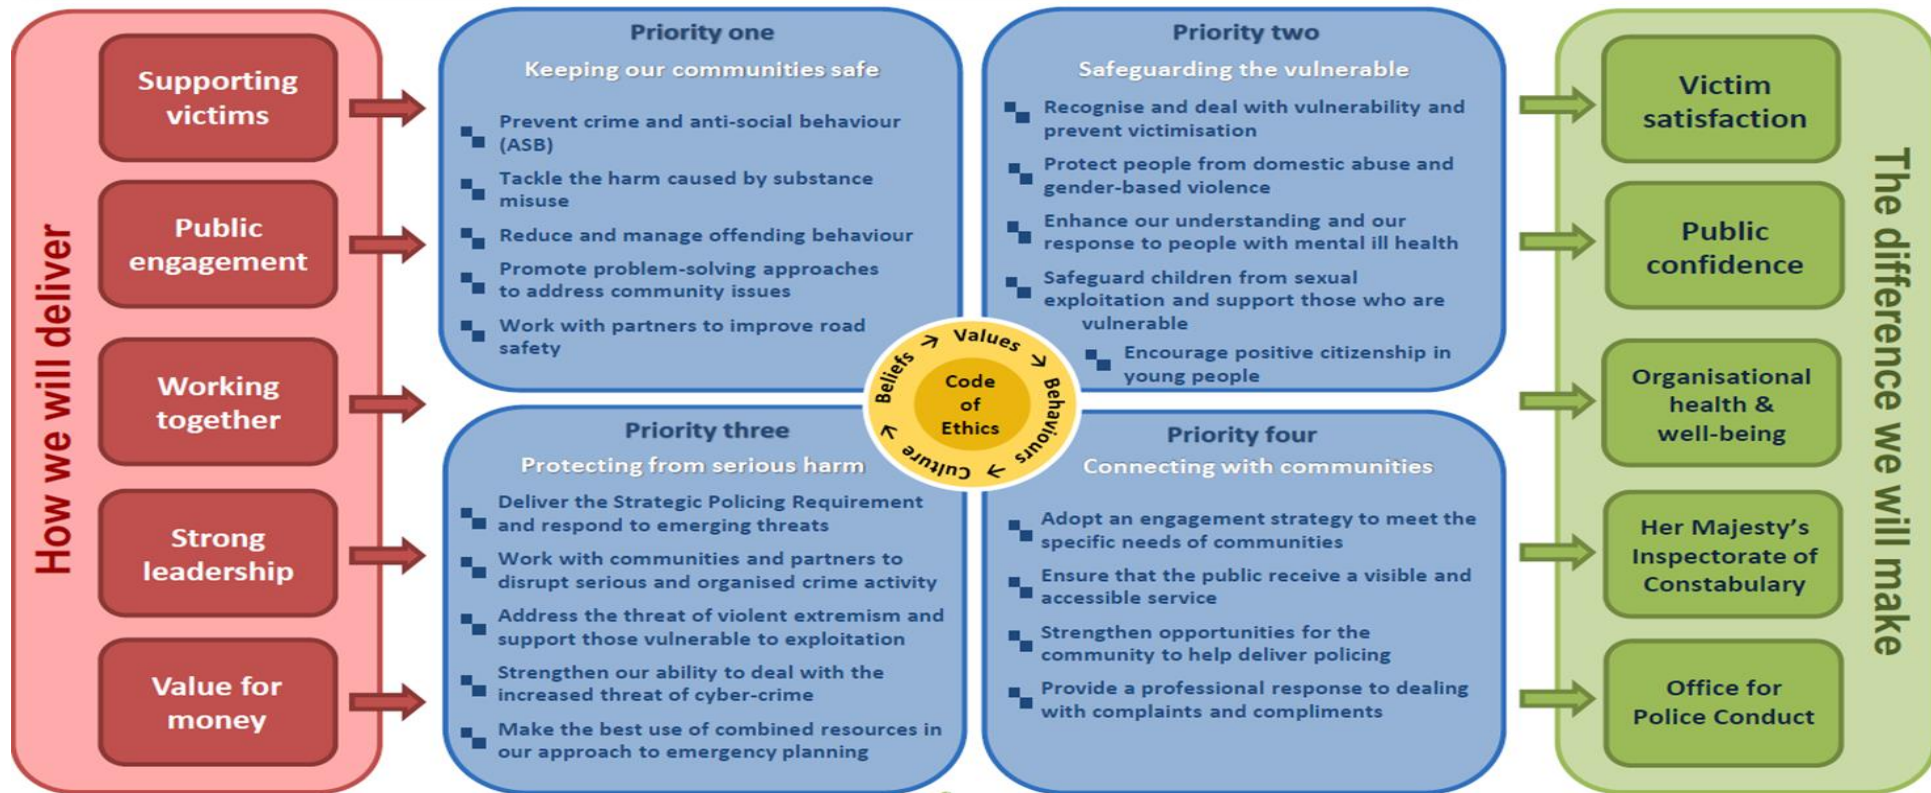 How we will deliver
Supporting
victims
Public
engagement
Working
together
Strong
leadership
Value for
money
Priority one
Keeping our communities safe
Prevent crime and anti-social behaviour
(ASB)
Tackle the harm caused by substance
misuse
Reduce and manage offending behaviour
Promote problem-solving approaches
to address community issues
Work with partners to improve road
safety
Priority two
Safeguarding the vulnerable
Recognise and deal with vulnerability and
prevent victimisation
Protect people from domestic abuse and
gender-based violence
Enhance our understanding and our
response to people with mental ill health
Safeguard children from sexual
exploitation and support those who are
vulnerable
Encourage positive citizenship in
young people
Beliefs → Values → Behaviours → Culture →
Code
of
Ethics
Priority three
Protecting from serious harm
Deliver the Strategic Policing Requirement
and respond to emerging threats
Work with communities and partners to
disrupt serious and organised crime activity
Address the threat of violent extremism and
support those vulnerable to exploitation
Strengthen our ability to deal with the
increased threat of cyber-crime
Make the best use of combined resources in
our approach to emergency planning
Priority four
Connecting with communities
Adopt an engagement strategy to meet the
specific needs of communities
Ensure that the public receive a visible and
accessible service
Strengthen opportunities for the
community to help deliver policing
Provide a professional response to dealing
with complaints and compliments
Victim
satisfaction
Public
confidence
Organisational
health &
well-being
Her Majesty's
Inspectorate of
Constabulary
Office for
Police Conduct
The difference we will make